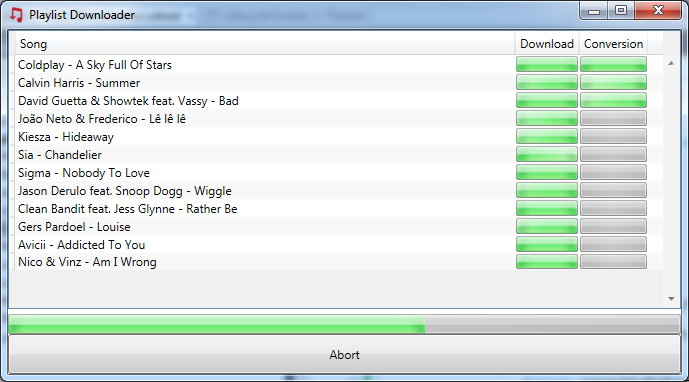 Playlist Downloader
Song Download Conversion
Coldplay - A Sky Full Of Stars
Calvin Harris - Summer
David Guetta & Showtek feat. Vassy - Bad
João Neto & Frederico - Lê lê lê
Kiesza - Hideaway
Sia - Chandelier
Sigma - Nobody To Love
Jason Derulo feat. Snoop Dogg - Wiggle
Clean Bandit feat. Jess Glynne - Rather Be
Gers Pardoel - Louise
Avicii - Addicted To You
Nico & Vinz - Am I Wrong
Abort